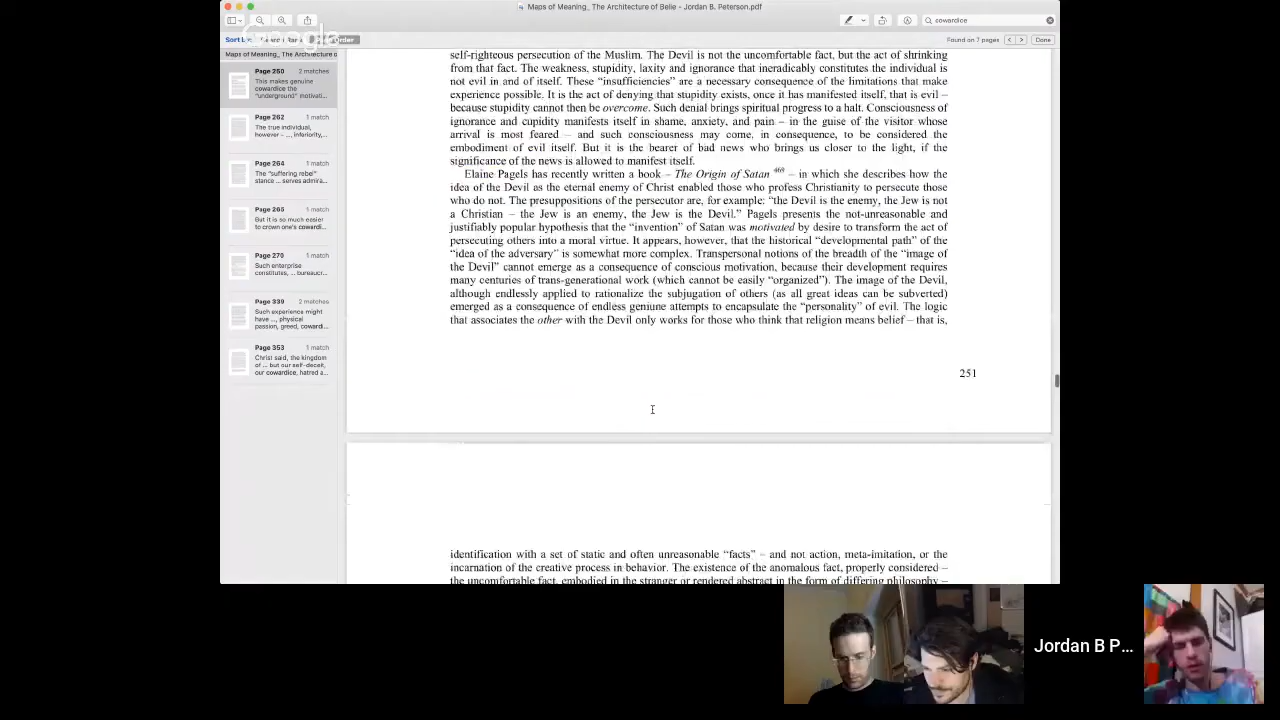 Maps of Meaning_ The Architecture of Belie - Jordan B. Peterson.pdf
cowardice
Sort
Order
Found on 7 pages
Done
Google
Maps of Meaning_ The Architecture o
Page 250 2 matches
This makes genuine
cowardice the
"underground" motivati...
Page 262 1 match
The true individual,
however – ..., inferiority,...
Page 264 1 match
The "suffering rebel"
stance ... serves admira...
Page 265 1 match
But it is so much easier
to crown one's cowardi...
Page 270 1 match
Such enterprise
constitutes, ... bureaucr...
Page 339 2 matches
Such experience might
have ..., physical
passion, greed, cowardi...
Page 353 1 match
Christ said, the kingdom
of ... but our self-deceit,
our cowardice, hatred a...
self-righteous persecution of the Muslim. The Devil is not the uncomfortable fact, but the act of shrinking
from that fact. The weakness, stupidity, laxity and ignorance that ineradicably constitutes the individual is
not evil in end of itself. These “insufficiencies” are a necessary consequence of the limitations that make
experience possible. It is the act of denying that stupidity exists, once it has manifested itself, that is evil –
because stupidity cannot then be overcome. Such denial brings spiritual progress to a halt. Consciousness of
ignorance and cupidity manifests itself in shame, anxiety, and pain – in the guise of the visitor whose
arrival is most feared – and such consciousness may come, in consequence, to be considered the
embodiment of evil itself. But it is the bearer of bad news who brings us closer to the light, if the
significance of the news is allowed to manifest itself.
Elaine Pagels has recently written a book – The Origin of Satan 469 – in which she describes how the
idea of the Devil as the eternal enemy of Christ enabled those who profess Christianity to persecute those
who do not. The presuppositions of the persecutor are, for example: “the Devil is the enemy, the Jew is not
a Christian – the Jew is an enemy, the Jew is the Devil.” Pagels presents the not-unreasonable and
justifiably popular hypothesis that the “invention” of Satan was motivated by desire to transform the act of
persecuting others into a moral virtue. It appears, however, that the historical “developmental path” of the
“idea of the adversary” is somewhat more complex. Transpersonal notions of the breadth of the “image of
the Devil” cannot emerge as a consequence of conscious motivation, because their development requires
many centuries of trans-generational work (which cannot be easily “organized”). The image of the Devil,
although endlessly applied to rationalize the subjugation of others (as all great ideas can be subverted)
emerged as a consequence of endless genuine attempts to encapsulate the “personality” of evil. The logic
that associates the other with the Devil only works for those who think that religion means belief – that is,
251
identification with a set of static and often unreasonable “facts” – and not action, meta-imitation, or the
incarnation of the creative process in behavior. The existence of the anomalous fact, properly considered –
the uncomfortable fact, embodied in the stranger or rendered abstract in the form of differing philosophy –
Jordan B P...